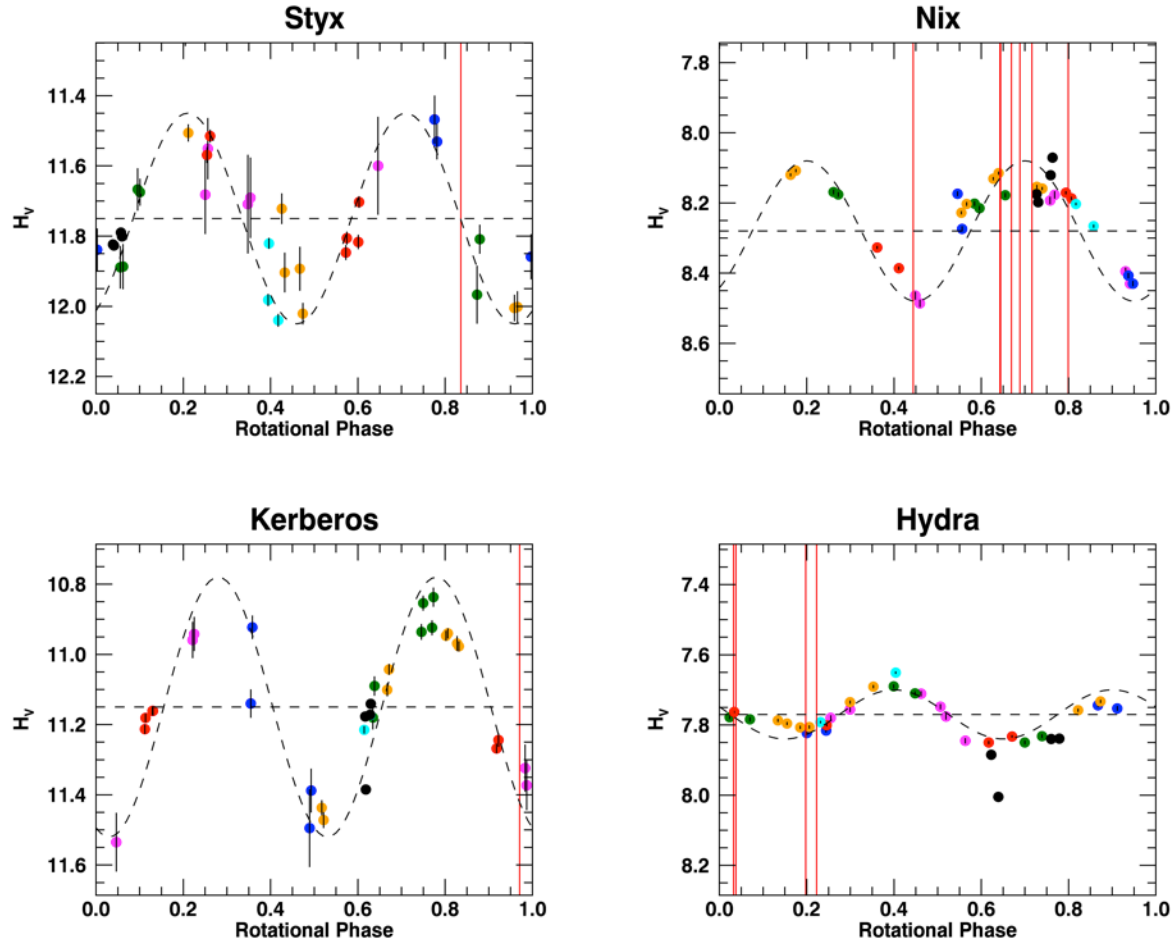 Styx
Nix
11.4
11.6
11.8
12.0
12.2
H_V
0.0 0.2 0.4 0.6 0.8 1.0
Rotational Phase
7.8
8.0
8.2
8.4
8.6
H_V
0.0 0.2 0.4 0.6 0.8 1.0
Rotational Phase
Kerberos
Hydra
10.8
11.0
11.2
11.4
11.6
H_V
0.0 0.2 0.4 0.6 0.8 1.0
Rotational Phase
7.4
7.6
7.8
8.0
8.2
H_V
0.0 0.2 0.4 0.6 0.8 1.0
Rotational Phase